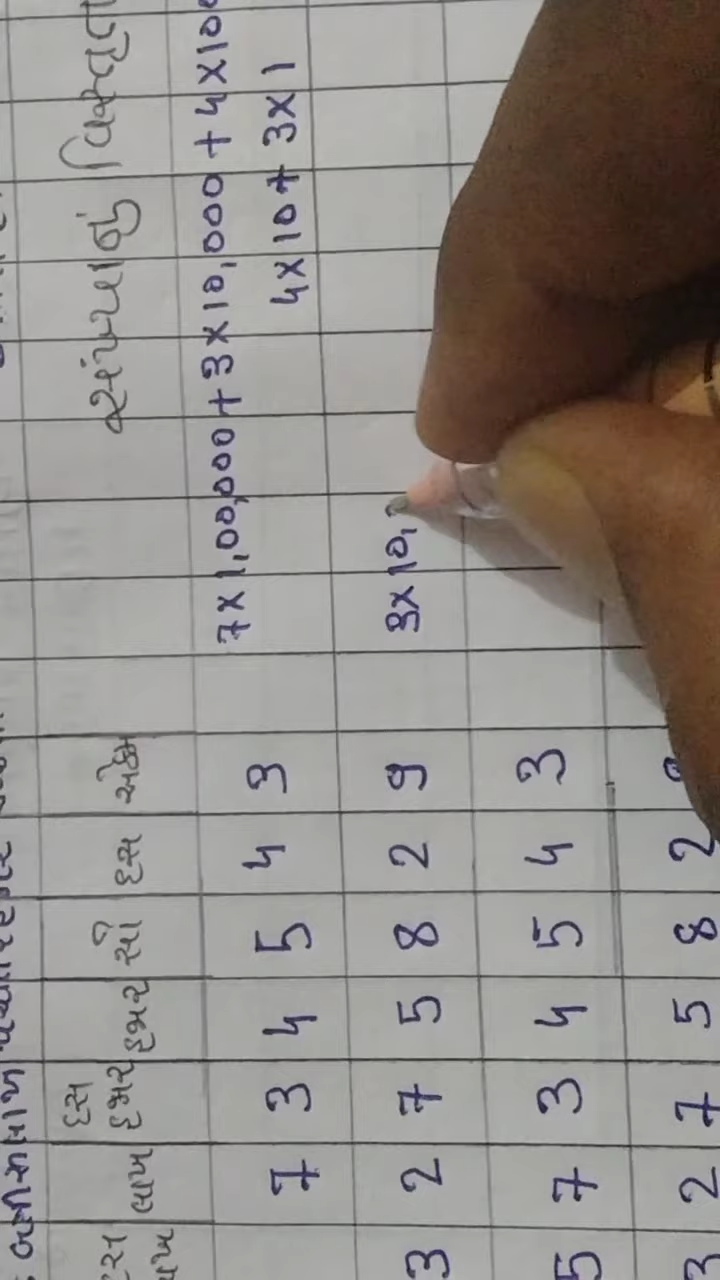 લાખ
દસ લાખ દસ હજાર હજાર સો દસ એકમ સંખ્યાનું વિસ્તૃત
7 3 4 5 4 3 7×1,00,000+3×10,000+4×100
4×10+3×1
3 2 7 5 8 2 9 3×10,
5 7 3 4 5 4 3
3 2 7 5 8 2